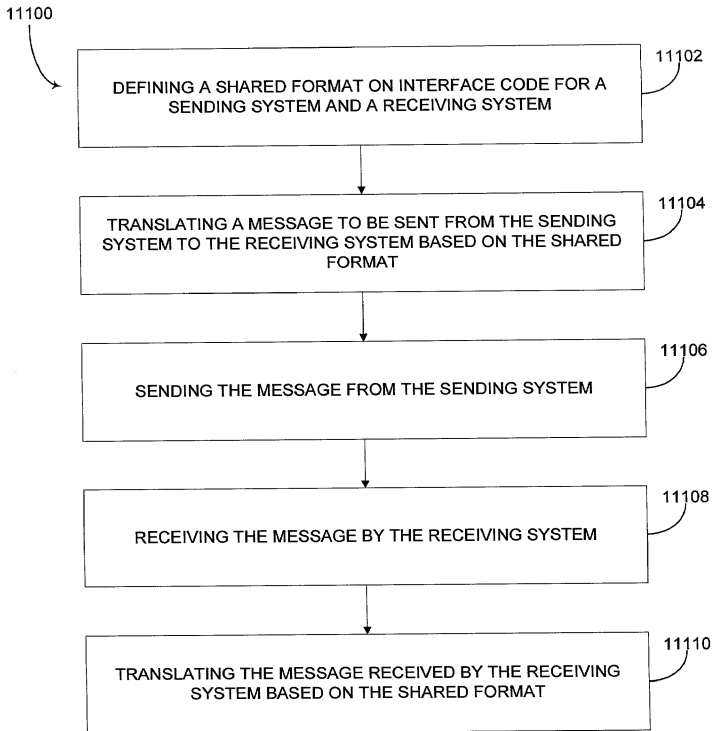 11100
11102
DEFINING A SHARED FORMAT ON INTERFACE CODE FOR A
SENDING SYSTEM AND A RECEIVING SYSTEM
11104
TRANSLATING A MESSAGE TO BE SENT FROM THE SENDING
SYSTEM TO THE RECEIVING SYSTEM BASED ON THE SHARED
FORMAT
11106
SENDING THE MESSAGE FROM THE SENDING SYSTEM
11108
RECEIVING THE MESSAGE BY THE RECEIVING SYSTEM
11110
TRANSLATING THE MESSAGE RECEIVED BY THE RECEIVING
SYSTEM BASED ON THE SHARED FORMAT